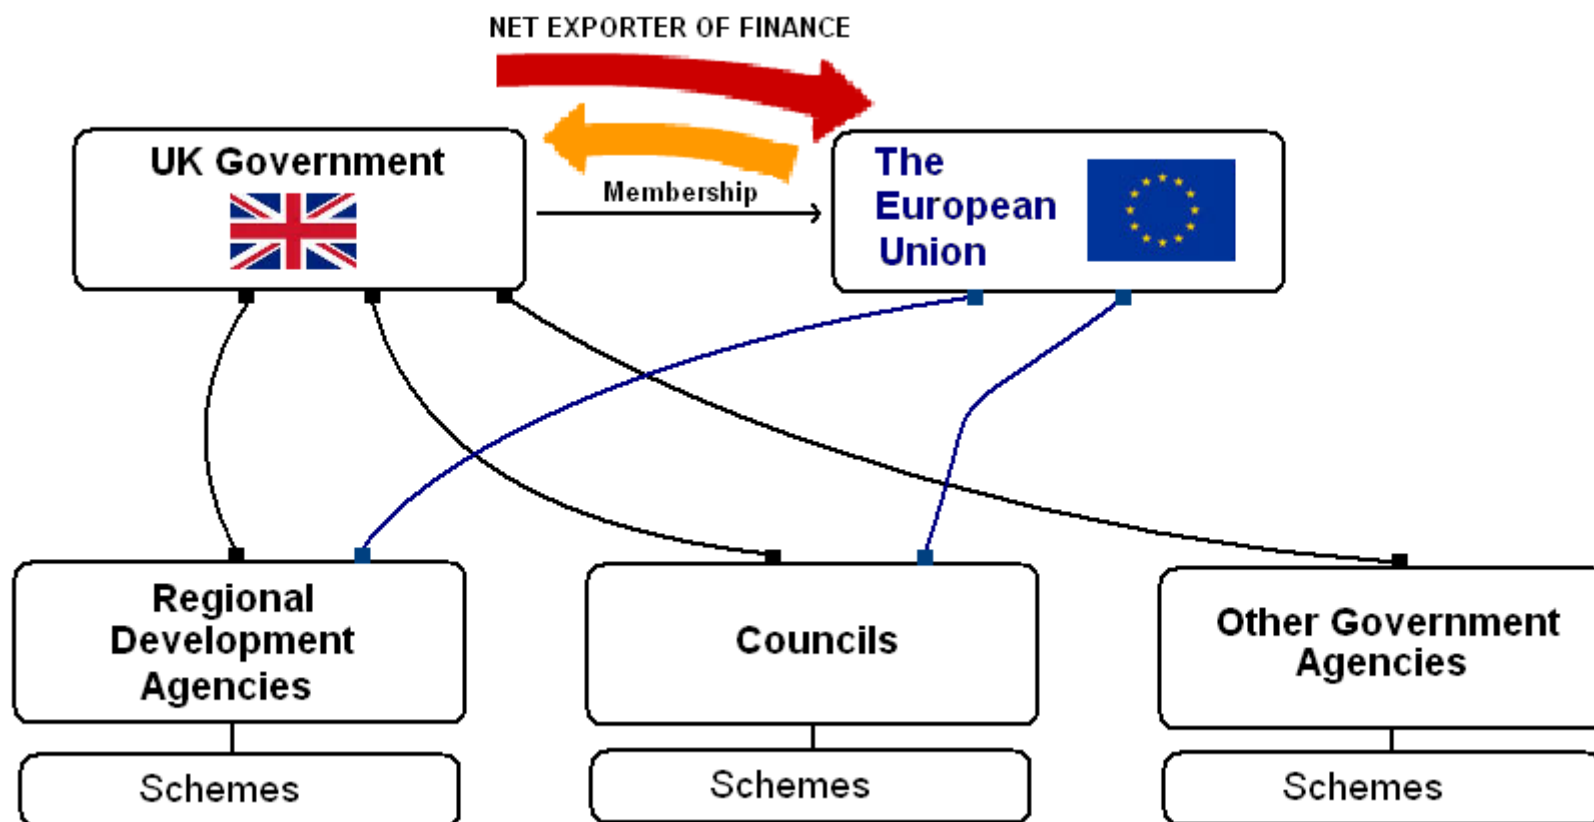 NET EXPORTER OF FINANCE
UK Government
Membership
The
European
Union
Regional
Development
Agencies
Councils
Other Government
Agencies
Schemes
Schemes
Schemes